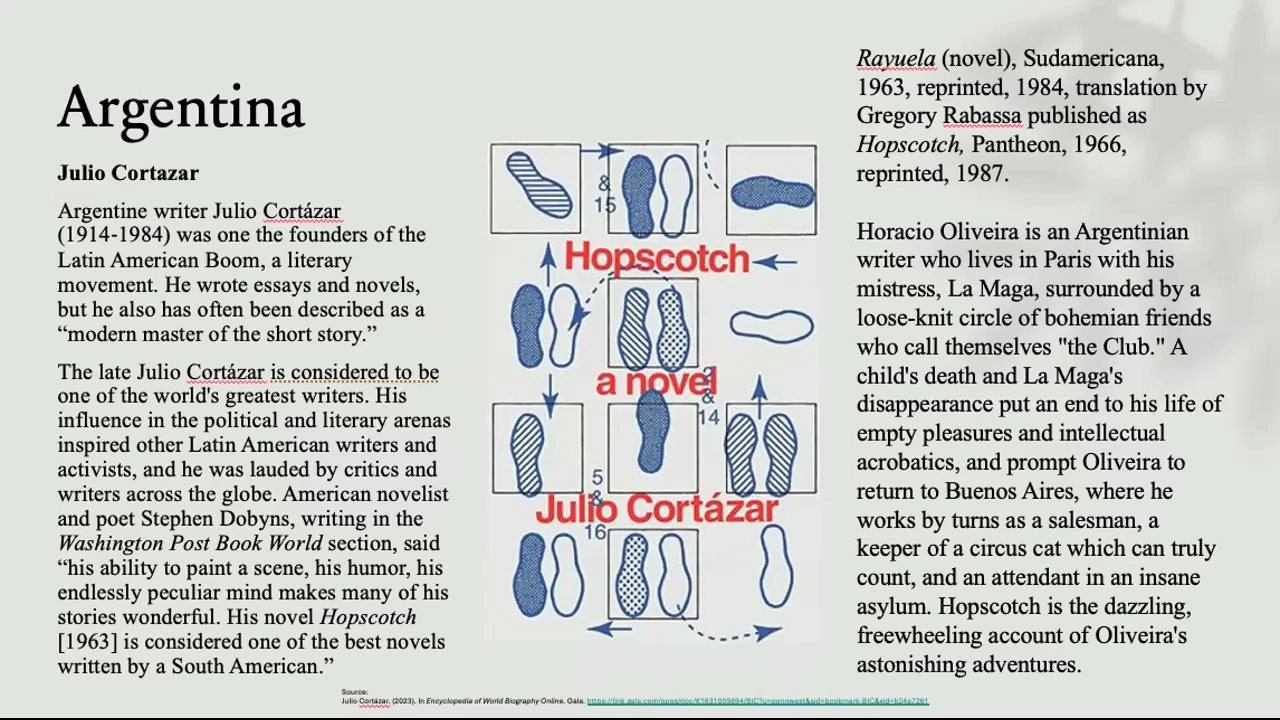 Argentina
Julio Cortazar
Argentine writer Julio Cortázar
(1914-1984) was one the founders of the
Latin American Boom, a literary
movement. He wrote essays and novels,
but he also has often been described as a
“modern master of the short story.”
The late Julio Cortázar is considered to be
one of the world's greatest writers. His
influence in the political and literary arenas
inspired other Latin American writers and
activists, and he was lauded by critics and
writers across the globe. American novelist
and poet Stephen Dobyns, writing in the
Washington Post Book World section, said
“his ability to paint a scene, his humor, his
endlessly peculiar mind makes many of his
stories wonderful. His novel Hopscotch
[1963] is considered one of the best novels
written by a South American.”
&
15
Hopscotch
a novel
2
&
14
5
&
16
Julio Cortázar
Rayuela (novel), Sudamericana,
1963, reprinted, 1984, translation by
Gregory Rabassa published as
Hopscotch, Pantheon, 1966,
reprinted, 1987.
Horacio Oliveira is an Argentinian
writer who lives in Paris with his
mistress, La Maga, surrounded by a
loose-knit circle of bohemian friends
who call themselves "the Club." A
child's death and La Maga's
disappearance put an end to his life of
empty pleasures and intellectual
acrobatics, and prompt Oliveira to
return to Buenos Aires, where he
works by turns as a salesman, a
keeper of a circus cat which can truly
count, and an attendant in an insane
asylum. Hopscotch is the dazzling,
freewheeling account of Oliveira's
astonishing adventures.
Source:
Julio Cortázar. (2023). In Encyclopedia of World Biography Online. Gale.